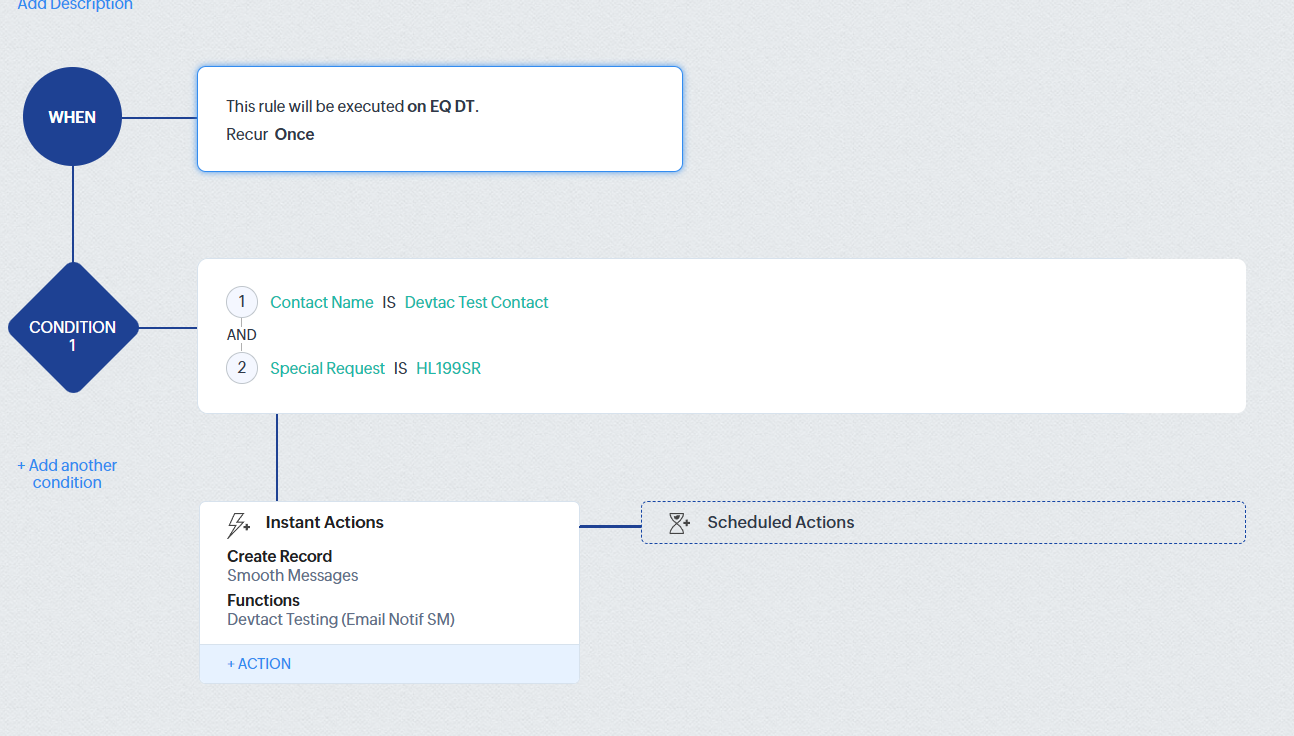 Add Description
WHEN
This rule will be executed on EQ DT.
Recur Once
CONDITION
1
1 Contact Name IS Devtac Test Contact
AND
2 Special Request IS HL199SR
+ Add another
condition
Instant Actions
Scheduled Actions
Create Record
Smooth Messages
Functions
Devtact Testing (Email Notif SM)
+ ACTION